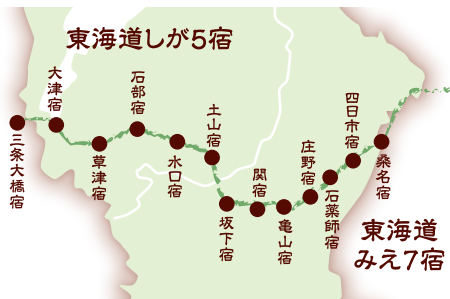 東海道しが5宿
三条大橋宿
大津宿
草津宿
石部宿
水口宿
土山宿
坂下宿
関宿
亀山宿
庄野宿
石薬師宿
四日市宿
桑名宿
東海道
みえ7宿